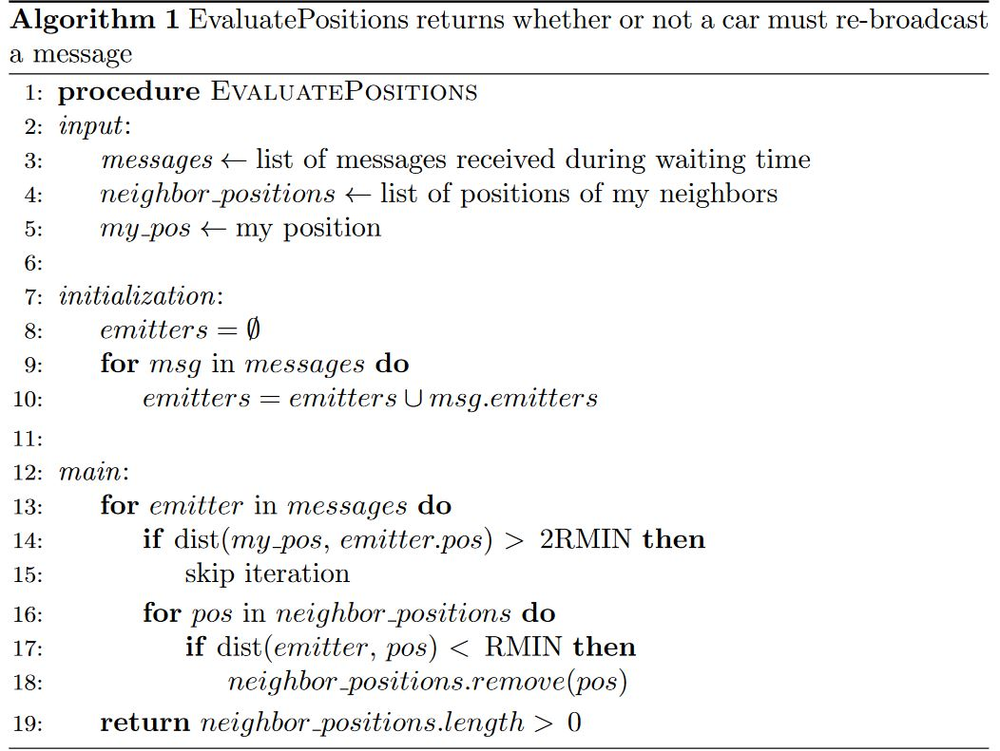 Algorithm 1 EvaluatePositions returns whether or not a car must re-broadcast
a message
1: procedure EVALUATEPOSITIONS
2: input:
3: messages ← list of messages received during waiting time
4: neighbor_positions ← list of positions of my neighbors
5: my_pos ← my position
6:
7: initialization:
8: emitters = ∅
9: for msg in messages do
10: emitters = emitters ∪ msg.emitters
11:
12: main:
13: for emitter in messages do
14: if dist(my_pos, emitter.pos) > 2RMIN then
15: skip iteration
16: for pos in neighbor_positions do
17: if dist(emitter, pos) < RMIN then
18: neighbor_positions.remove(pos)
19: return neighbor_positions.length > 0